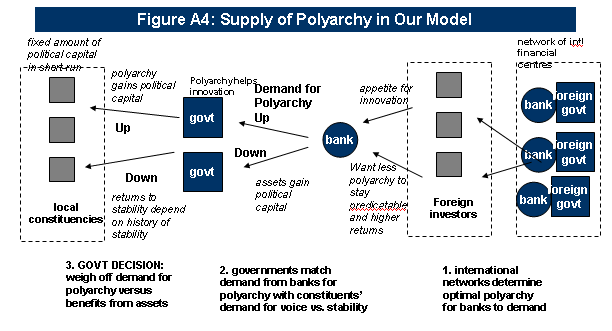 Figure A4: Supply of Polyarchy in Our Model
fixed amount of
political capital
in short-run
polyarchy
gains political
capital
Up
Down
returns to
stability depend
on history of
stability
local
constituencies
Polyarchyhelps
innovation
govt
govt
Demand for
Polyarchy
Up
Down
assets gain
political
capital
bank
appetite for
innovation
Want less
polyarchy to
stay
predicatable
and higher
returns
Foreign
investors
network of intl
financial
centres
bank
foreign
govt
bank
foreign
govt
bank
foreign
govt
3. GOVT DECISION:
weigh off demand for
polyarchy versus
benefits from assets
2. governments match
demand from banks for
polyarchy with constituents'
demand for voice vs. stability
1. international
networks determine
optimal polyarchy
for banks to demand